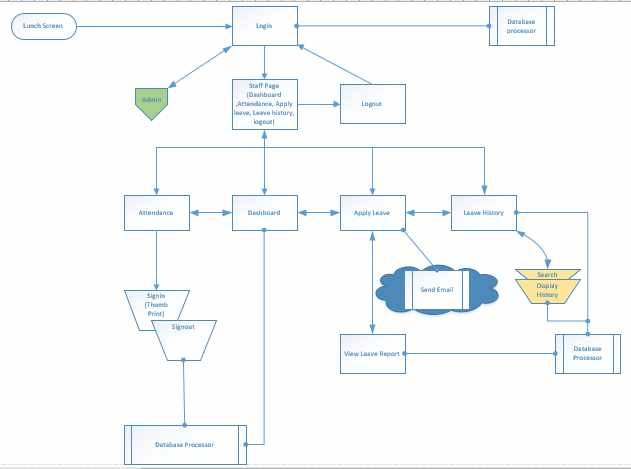 Lunch Screen
Login
Database
processor
Admin
Staff Page
(Dashboard
,Attendance, Apply
leave, Leave history,
logout)
Logout
Attendance
Dashboard
Apply Leave
Leave History
Send Email
Search
Display
History
SignIn
(Thumb
Print)
Signout
View Leave Report
Database
Processor
Database Processor